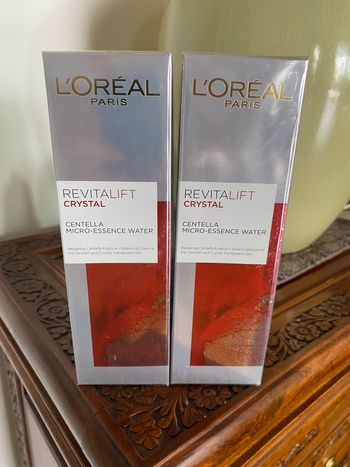 L'ORÉAL
PARIS
REVITALIFT
CRYSTAL
CENTELLA
MICRO-ESSENCE WATER
Repairing Centella Asiatica + Balancing Essence
For Smooth and Crystal Transparent Skin
L'ORÉAL
PARIS
REVITALIFT
CRYSTAL
CENTELLA
MICRO-ESSENCE WATER
Repairing Centella Asiatica + Balancing Essence
For Smooth and Crystal Transparent Skin